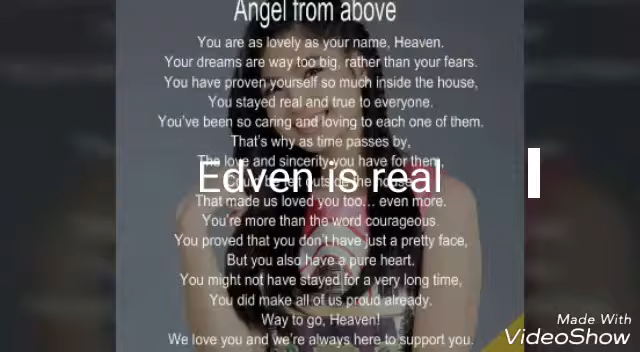 Angel from above
You are as lovely as your name, Heaven.
Your dreams are way too big, rather than your fears.
You have proven yourself so much inside the house,
You stayed real and true to everyone.
You've been so caring and loving to each one of them.
That's why as time passes by,
The love and sincerity you have for them,
Edven is real
outside the house
That made us loved you too... even more.
You're more than the word courageous.
You proved that you don't have just a pretty face,
But you also have a pure heart.
You might not have stayed for a very long time,
You did make all of us proud already.
Way to go, Heaven!
We love you and we're always here to support you.
Made With
VideoShow